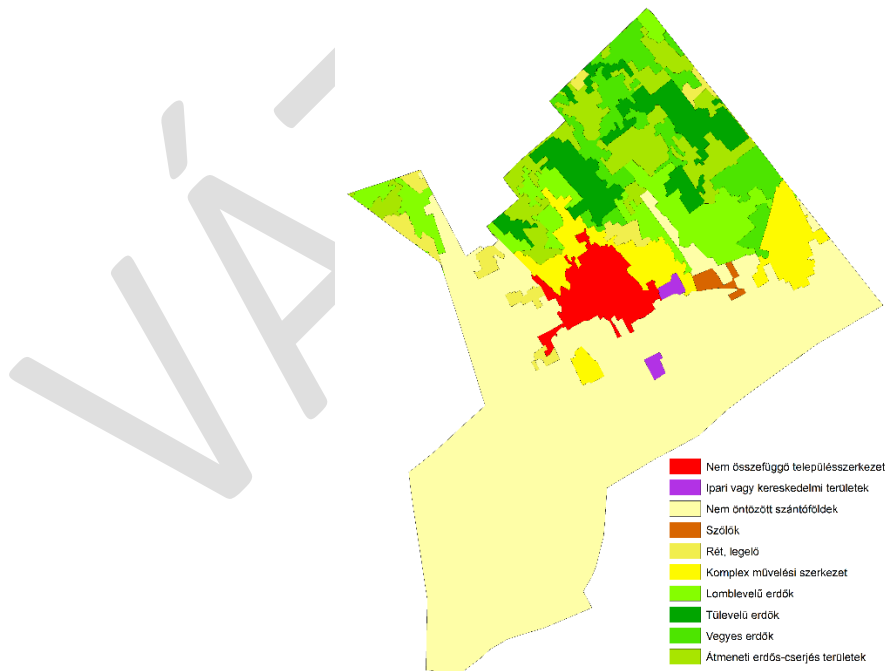 VÁ-
Nem összefüggő településszerkezet
Ipari vagy kereskedelmi területek
Nem öntözött szántóföldek
Szőlők
Rét, legelő
Komplex művelési szerkezet
Lomblevelű erdők
Tűlevelű erdők
Vegyes erdők
Átmeneti erdős-cserjés területek